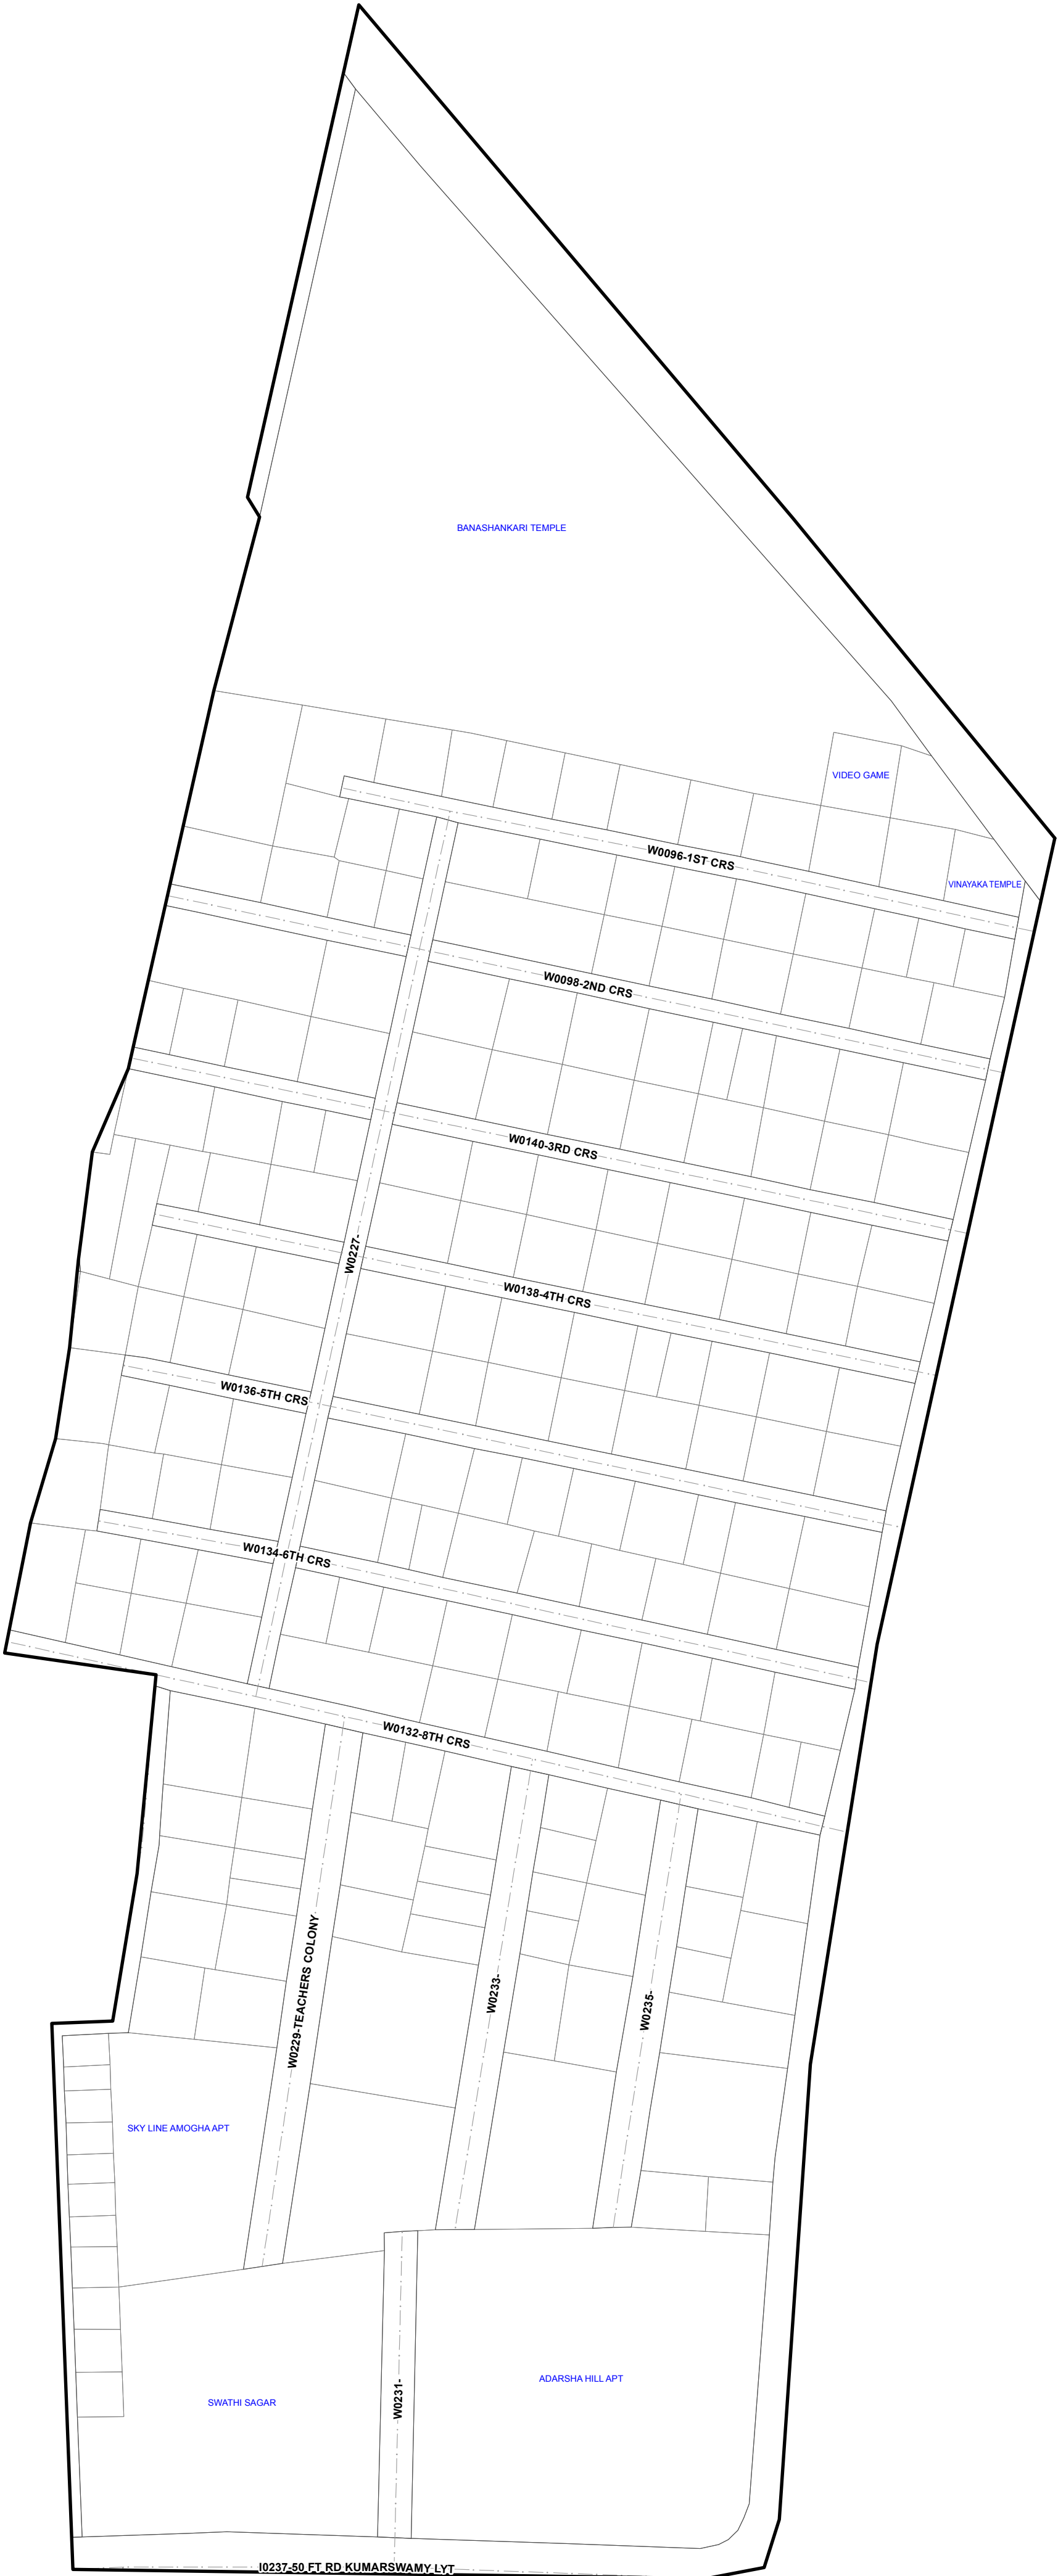 BANASHANKARI TEMPLE
VIDEO GAME
W0096-1ST CRS
VINAYAKA TEMPLE
W0098-2ND CRS
W0140-3RD CRS
W0227-
W0138-4TH CRS
W0136-5TH CRS
W0134-6TH CRS
W0132-8TH CRS
W0229-TEACHERS COLONY
W0233-
W0235-
SKY LINE AMOGHA APT
ADARSHA HILL APT
W0231-
SWATHI SAGAR
I0237-50 FT RD KUMARSWAMY LYT